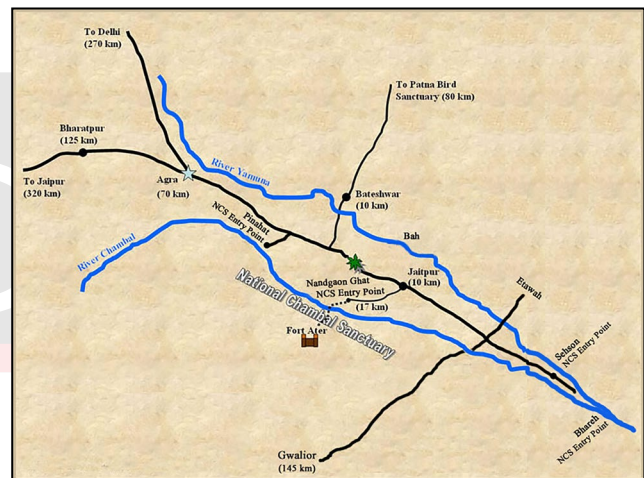 To Delhi
(270 km)
To Patna Bird
Sanctuary (80 km)
Bharatpur
(125 km)
River Yamuna
To Jaipur
(320 km)
Agra
(70 km)
Bateshwar
(10 km)
Pinahat
NCS Entry Point
Bah
River Chambal
Nandgaon Ghat
NCS Entry Point
Jaitpur
(10 km)
(17 km)
Etawah
National Chambal Sanctuary
Fort Ater
Sehson
NCS Entry Point
Bhareh
NCS Entry Point
Gwalior
(145 km)